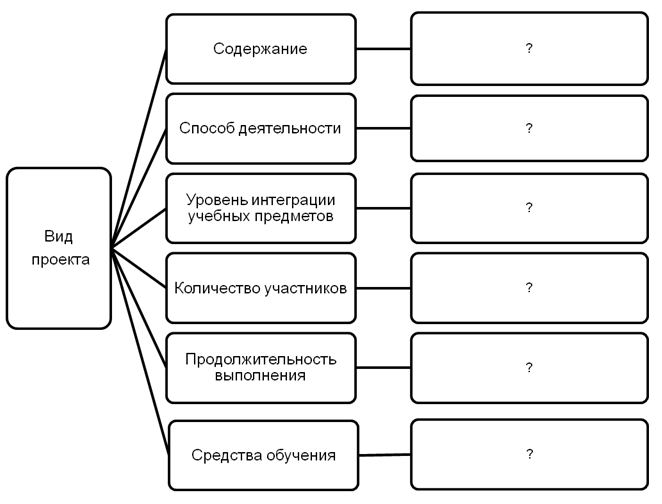 Содержание
?
Способ деятельности
?
Уровень интеграции
учебных предметов
?
Вид
проекта
Количество участников
?
Продолжительность
выполнения
?
Средства обучения
?